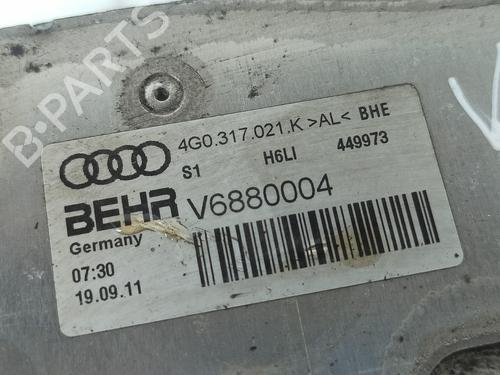 B-PARTS
4G0.317.021.K >AL< BHE
S1 H6LI 449973
BEHR V6880004
Germany
07:30
19.09.11